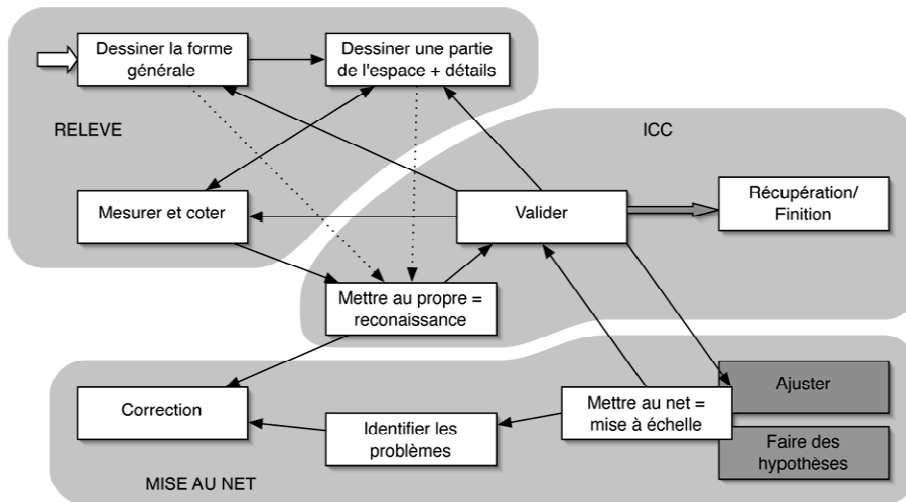 Dessiner la forme
générale
Dessiner une partie
de l'espace + détails
RELEVE
ICC
Mesurer et coter
Valider
Récupération/
Finition
Mettre au propre =
reconaissance
Correction
Identifier les
problèmes
Mettre au net =
mise à échelle
Ajuster
Faire des
hypothèses
MISE AU NET